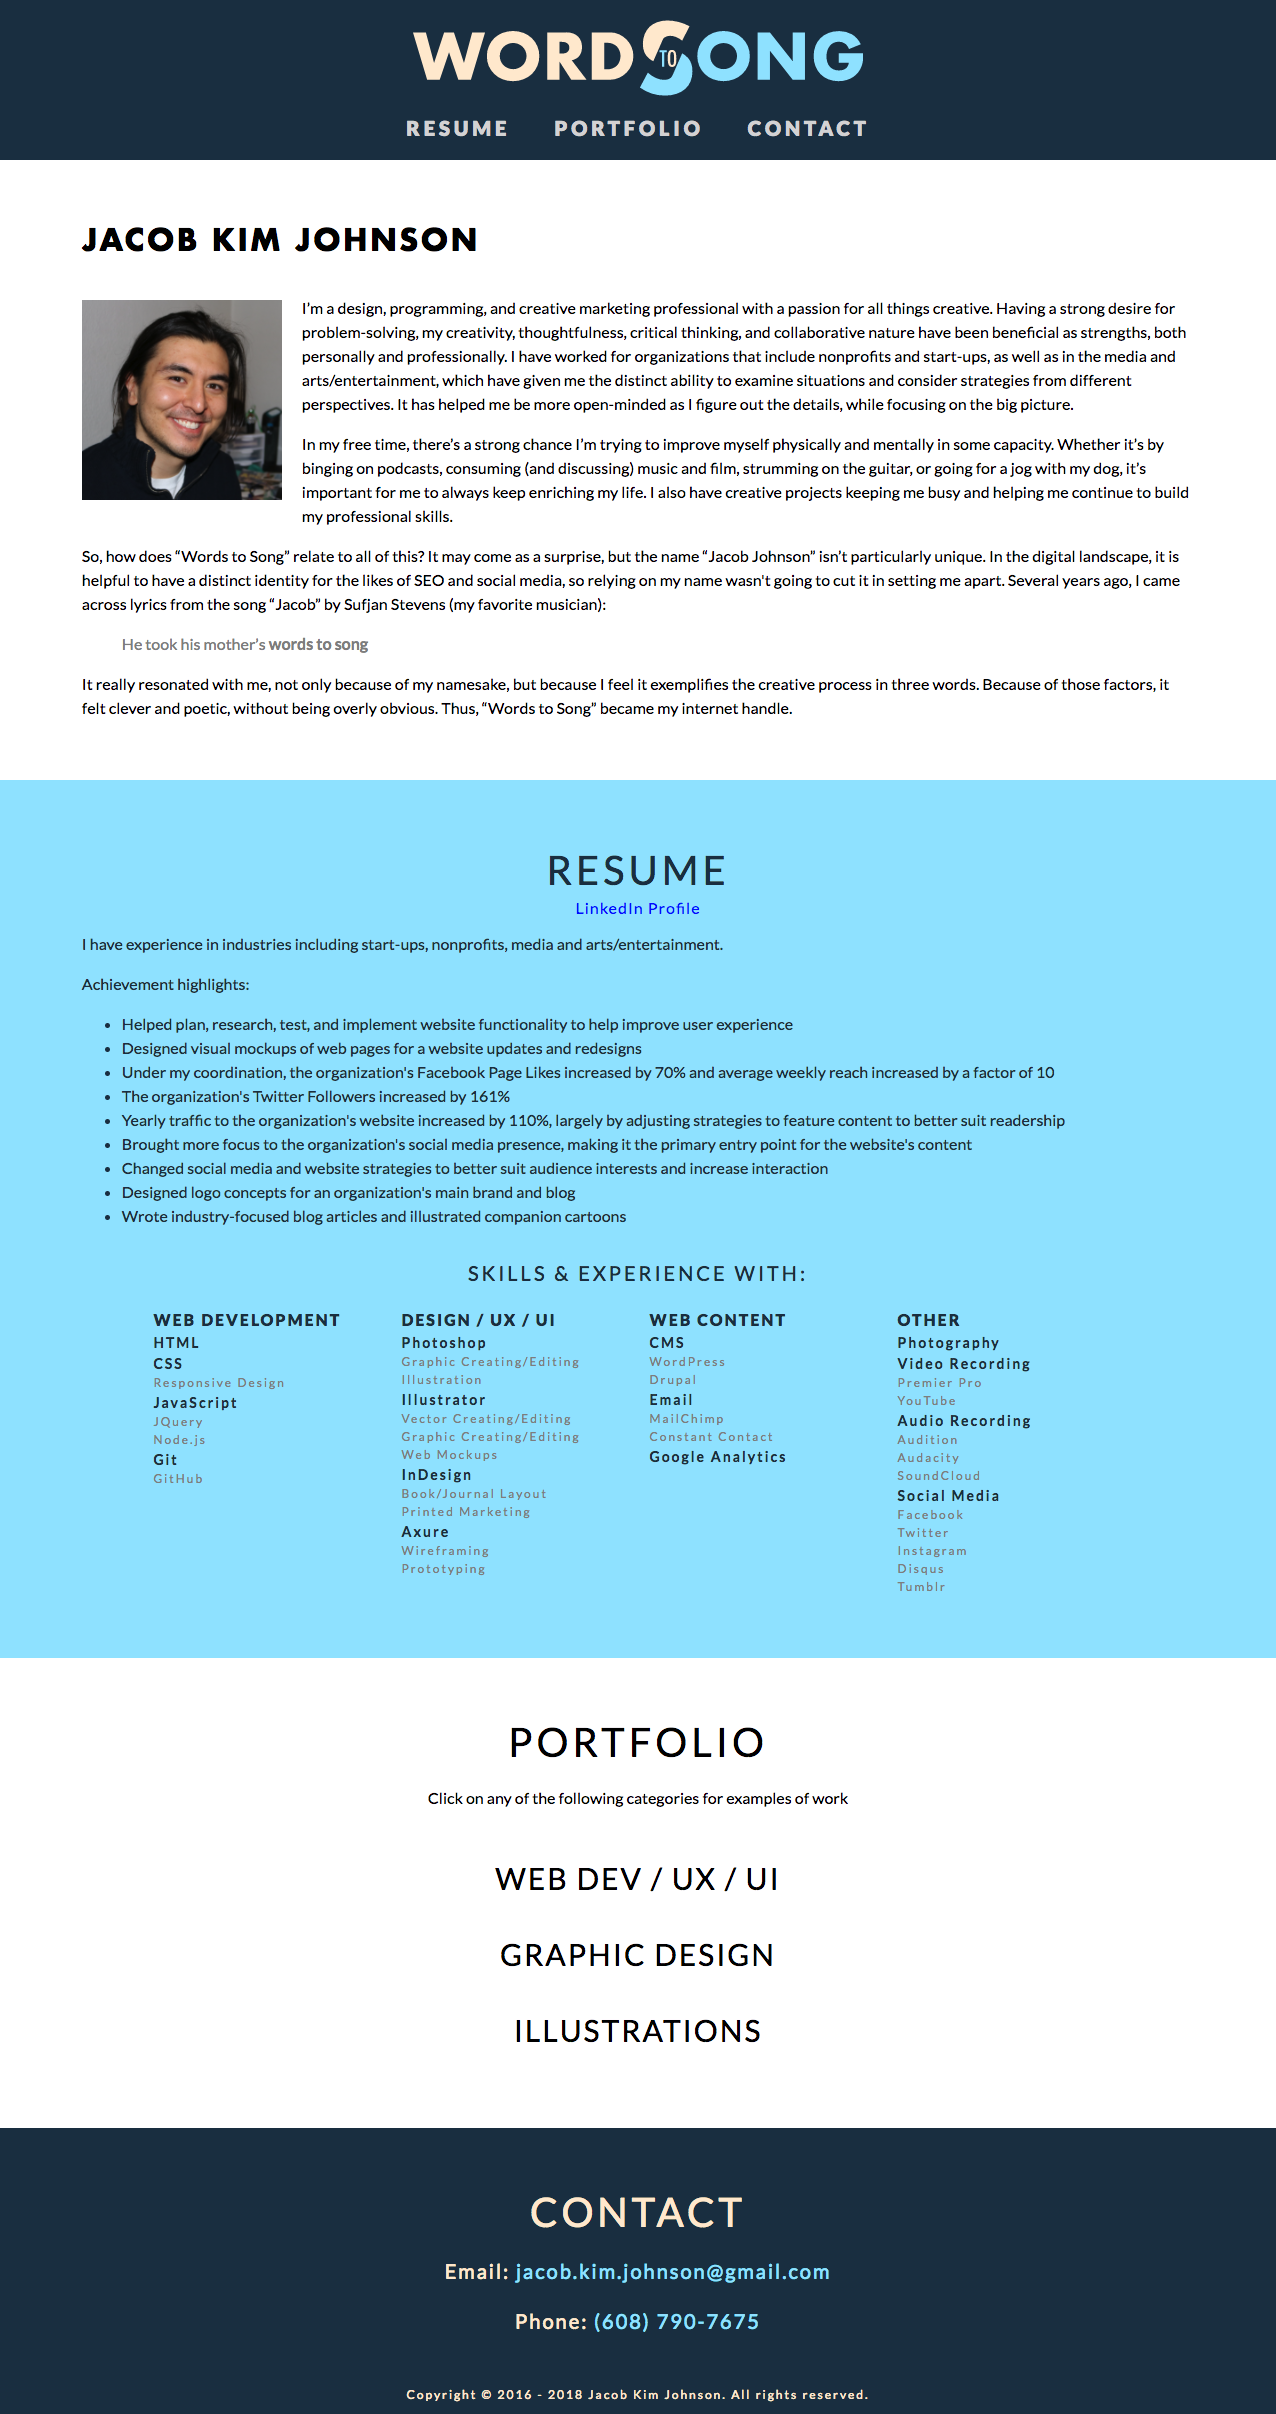 WORDSONG
TO
RESUME PORTFOLIO CONTACT
JACOB KIM JOHNSON
I’m a design, programming, and creative marketing professional with a passion for all things creative. Having a strong desire for
problem-solving, my creativity, thoughtfulness, critical thinking, and collaborative nature have been beneficial as strengths, both
personally and professionally. I have worked for organizations that include nonprofits and start-ups, as well as in the media and
arts/entertainment, which have given me the distinct ability to examine situations and consider strategies from different
perspectives. It has helped me be more open-minded as I figure out the details, while focusing on the big picture.
In my free time, there’s a strong chance I’m trying to improve myself physically and mentally in some capacity. Whether it’s by
binging on podcasts, consuming (and discussing) music and film, strumming on the guitar, or going for a jog with my dog, it’s
important for me to always keep enriching my life. I also have creative projects keeping me busy and helping me continue to build
my professional skills.
So, how does “Words to Song” relate to all of this? It may come as a surprise, but the name “Jacob Johnson” isn’t particularly unique. In the digital landscape, it is
helpful to have a distinct identity for the likes of SEO and social media, so relying on my name wasn't going to cut it in setting me apart. Several years ago, I came
across lyrics from the song “Jacob” by Sufjan Stevens (my favorite musician):
He took his mother’s words to song
It really resonated with me, not only because of my namesake, but because I feel it exemplifies the creative process in three words. Because of those factors, it
felt clever and poetic, without being overly obvious. Thus, “Words to Song” became my internet handle.
RESUME
LinkedIn Profile
I have experience in industries including start-ups, nonprofits, media and arts/entertainment.
Achievement highlights:
• Helped plan, research, test, and implement website functionality to help improve user experience
• Designed visual mockups of web pages for a website updates and redesigns
• Under my coordination, the organization's Facebook Page Likes increased by 70% and average weekly reach increased by a factor of 10
• The organization's Twitter Followers increased by 161%
• Yearly traffic to the organization's website increased by 110%, largely by adjusting strategies to feature content to better suit readership
• Brought more focus to the organization's social media presence, making it the primary entry point for the website's content
• Changed social media and website strategies to better suit audience interests and increase interaction
• Designed logo concepts for an organization's main brand and blog
• Wrote industry-focused blog articles and illustrated companion cartoons
SKILLS & EXPERIENCE WITH:
WEB DEVELOPMENT
HTML
CSS
Responsive Design
JavaScript
JQuery
Node.js
Git
GitHub
DESIGN / UX / UI
Photoshop
Graphic Creating/Editing
Illustration
Illustrator
Vector Creating/Editing
Graphic Creating/Editing
Web Mockups
InDesign
Book/Journal Layout
Printed Marketing
Axure
Wireframing
Prototyping
WEB CONTENT
CMS
WordPress
Drupal
Email
MailChimp
Constant Contact
Google Analytics
OTHER
Photography
Video Recording
Premier Pro
YouTube
Audio Recording
Audition
Audacity
SoundCloud
Social Media
Facebook
Twitter
Instagram
Disqus
Tumblr
PORTFOLIO
Click on any of the following categories for examples of work
WEB DEV / UX / UI
GRAPHIC DESIGN
ILLUSTRATIONS
CONTACT
Email: jacob.kim.johnson@gmail.com
Phone: (608) 790-7675
Copyright © 2016 - 2018 Jacob Kim Johnson. All rights reserved.